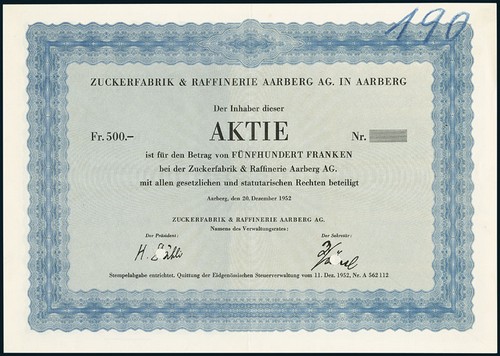 190
ZUCKERFABRIK & RAFFINERIE AARBERG AG. IN AARBERG
Der Inhaber dieser
Fr. 500.– AKTIE Nr.
ist für den Betrag von FÜNFHUNDERT FRANKEN
bei der Zuckerfabrik & Raffinerie Aarberg AG.
mit allen gesetzlichen und statutarischen Rechten beteiligt
Aarberg, den 20. Dezember 1952
ZUCKERFABRIK & RAFFINERIE AARBERG AG.
Namens des Verwaltungsrates:
Der Präsident: Der Sekretär:
Stempelabgabe entrichtet, Quittung der Eidgenössischen Steuerverwaltung vom 11. Dez. 1952, Nr. A 562 112